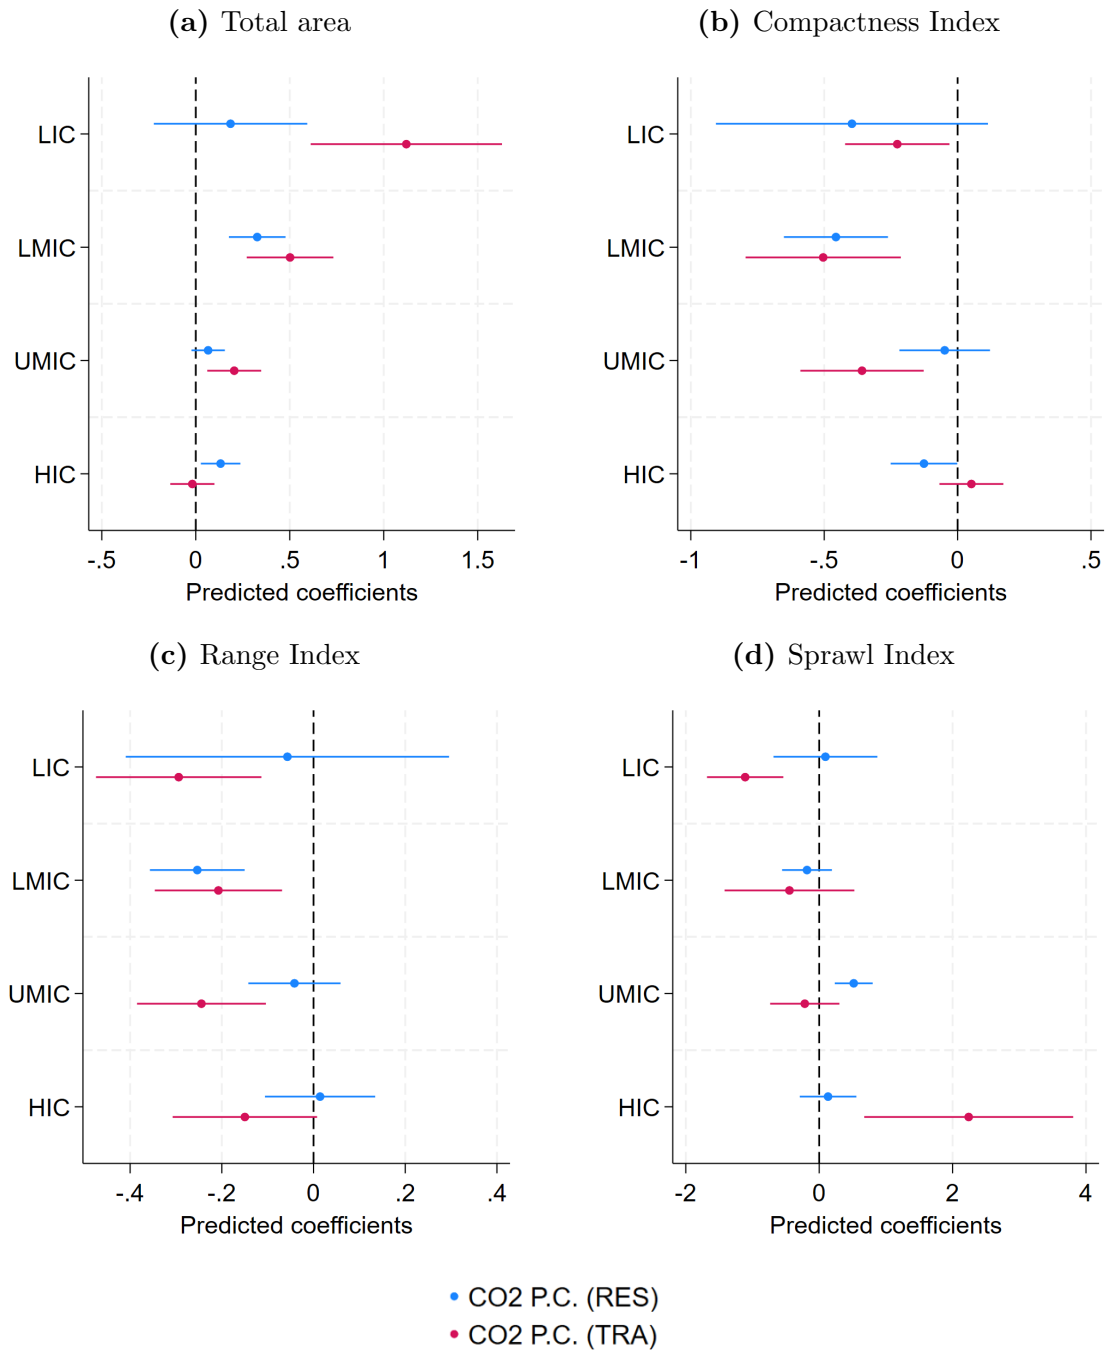 (a) Total area
LIC
LMIC
UMIC
HIC
-.5 0 .5 1 1.5
Predicted coefficients
(b) Compactness Index
LIC
LMIC
UMIC
HIC
-1 -.5 0 .5
Predicted coefficients
(c) Range Index
LIC
LMIC
UMIC
HIC
-.4 -.2 0 .2 .4
Predicted coefficients
(d) Sprawl Index
LIC
LMIC
UMIC
HIC
-2 0 2 4
Predicted coefficients
CO2 P.C. (RES)
CO2 P.C. (TRA)